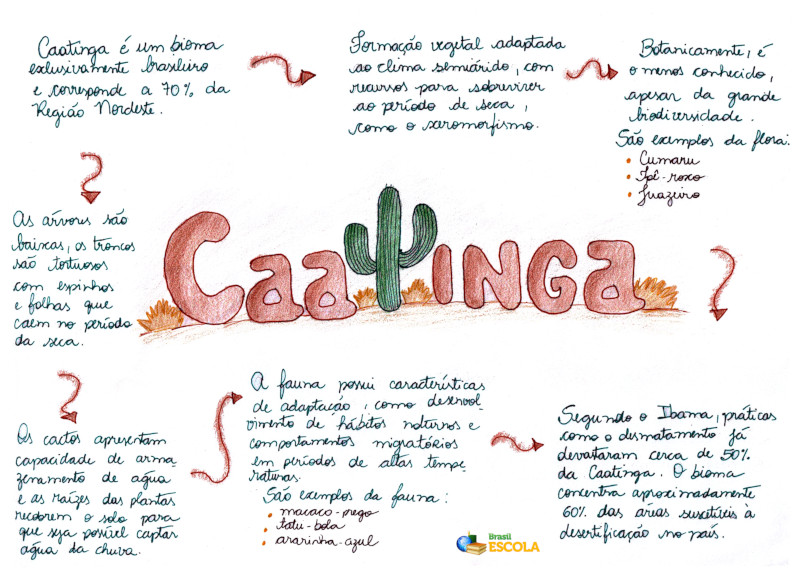 Caatinga é um bioma
exclusivamente brasileiro
e corresponde a 70% da
Região Nordeste.
Formação vegetal adaptada
ao clima semiárido, com
recursos para sobreviver
ao período de seca,
como o xeromorfismo.
Botanicamente, é
o menos conhecido,
apesar da grande
biodiversidade.
São exemplos da flora:
• Cumaru
• Ipê-roxo
• Juazeiro
CaaTINGa
As árvores são
baixas, os troncos
são tortuosos
com espinhos
e folhas que
caem no período
da seca.
Os cactos apresentam
capacidade de arma-
zenamento de água
e as raízes das plantas
recobrem o solo para
que seja possível captar
água da chuva.
A fauna possui características
de adaptação, como desenvol-
vimento de hábitos noturnos e
comportamentos migratórios
em períodos de altas tempe-
raturas.
São exemplos da fauna:
• macaco-prego
• tatu-bola
• ararinha-azul
Segundo o Ibama, práticas
como o desmatamento já
devastaram cerca de 50%
da Caatinga. O bioma
concentra aproximadamente
60% das áreas suscetíveis à
desertificação no país.
Brasil
ESCOLA